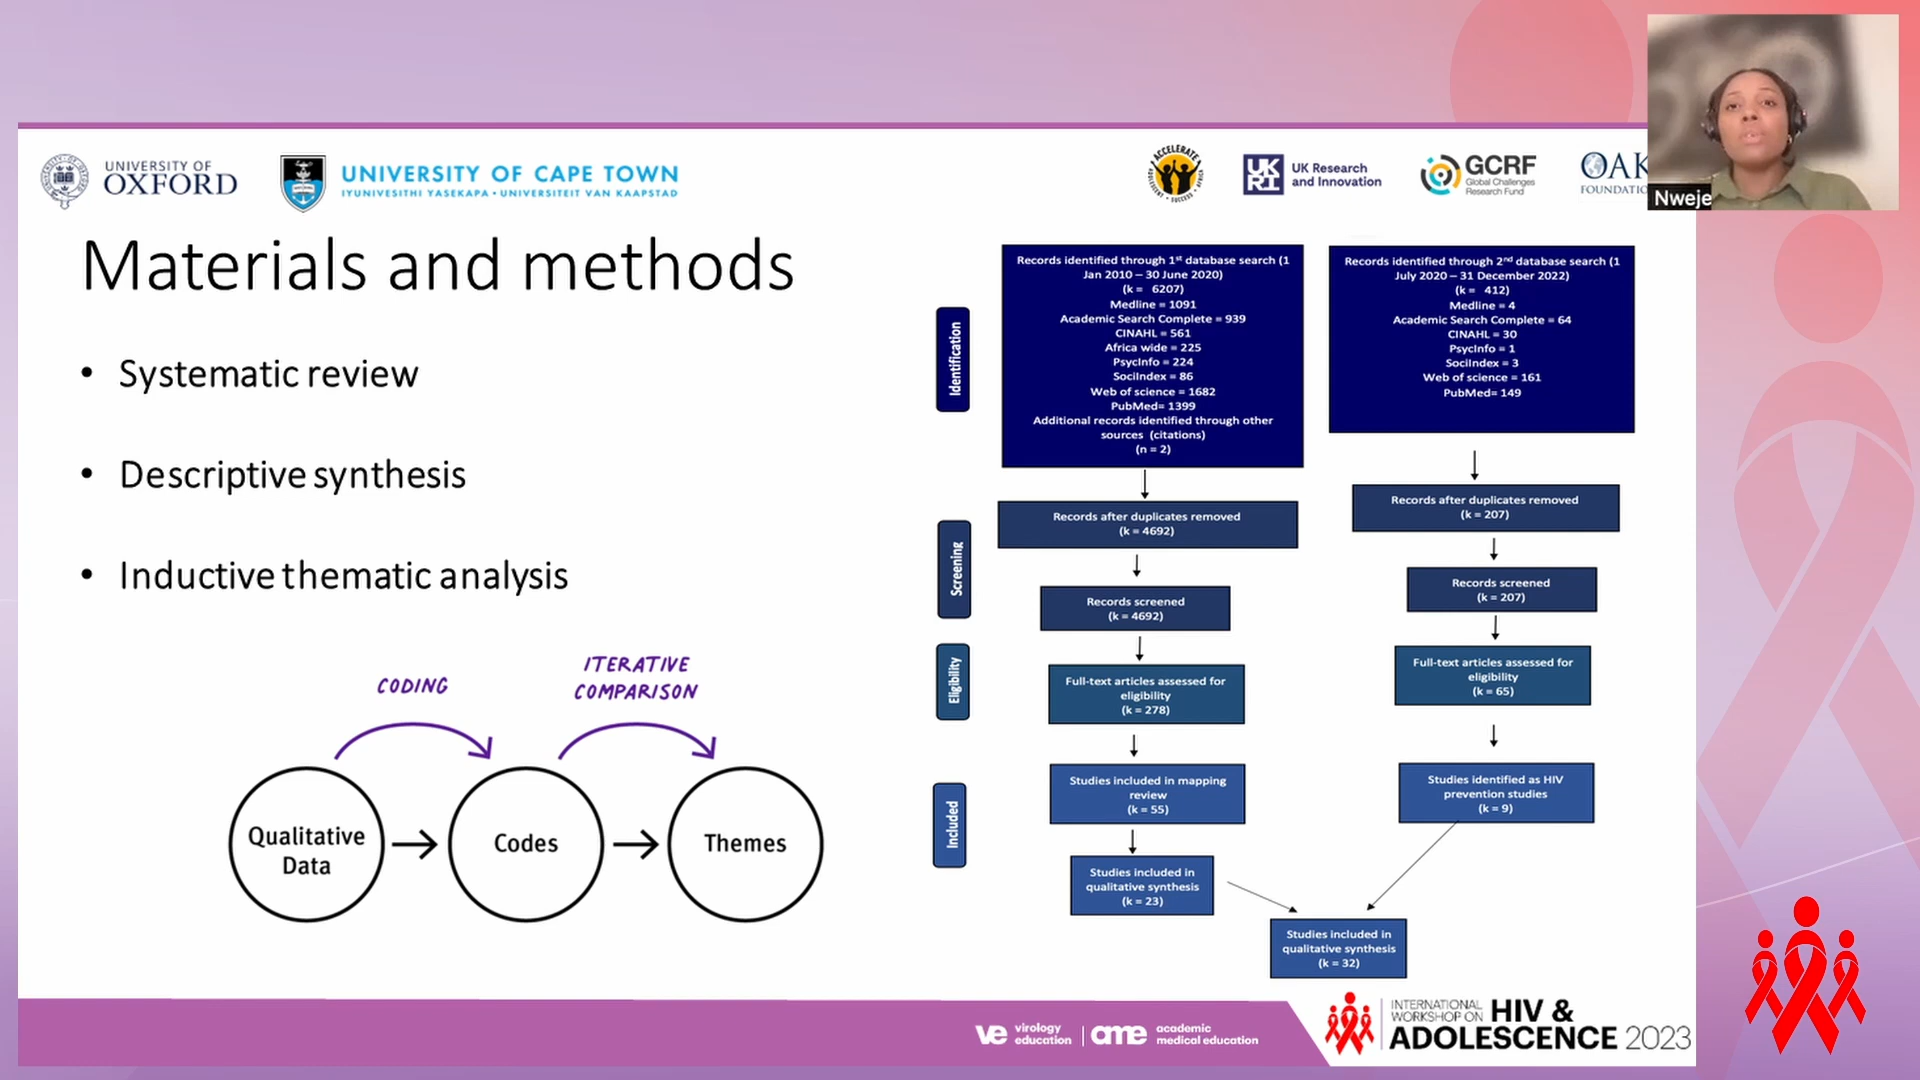 UNIVERSITY OF
OXFORD
UNIVERSITY OF CAPE TOWN
IYUNIVESITHI YASEKAPA • UNIVERSITEIT VAN KAAPSTAD
ACCELERATE
UK
RI
UK Research
and Innovation
GCRF
Global Challenges
Research Fund
OAK
FOUNDATIO
Nweje
Materials and methods
• Systematic review
• Descriptive synthesis
• Inductive thematic analysis
CODING
ITERATIVE
COMPARISON
Qualitative
Data
Codes
Themes
Identification
Records identified through 1st database search (1
Jan 2010 – 30 June 2020)
(k = 6207)
Medline = 1091
Academic Search Complete = 939
CINAHL = 561
Africa wide = 225
PsycInfo = 224
SociIndex = 86
Web of science = 1682
PubMed= 1399
Additional records identified through other
sources (citations)
(n = 2)
Records identified through 2nd database search (1
July 2020 – 31 December 2022)
(k = 412)
Medline = 4
Academic Search Complete = 64
CINAHL = 30
PsycInfo = 1
SociIndex = 3
Web of science = 161
PubMed= 149
Screening
Records after duplicates removed
(k = 4692)
Records after duplicates removed
(k = 207)
Records screened
(k = 4692)
Records screened
(k = 207)
Eligibility
Full-text articles assessed for
eligibility
(k = 278)
Full-text articles assessed for
eligibility
(k = 65)
Included
Studies included in mapping
review
(k = 55)
Studies identified as HIV
prevention studies
(k = 9)
Studies included in
qualitative synthesis
(k = 23)
Studies included in
qualitative synthesis
(k = 32)
ve virology
education
ame academic
medical education
INTERNATIONAL
WORKSHOP ON HIV &
ADOLESCENCE 2023